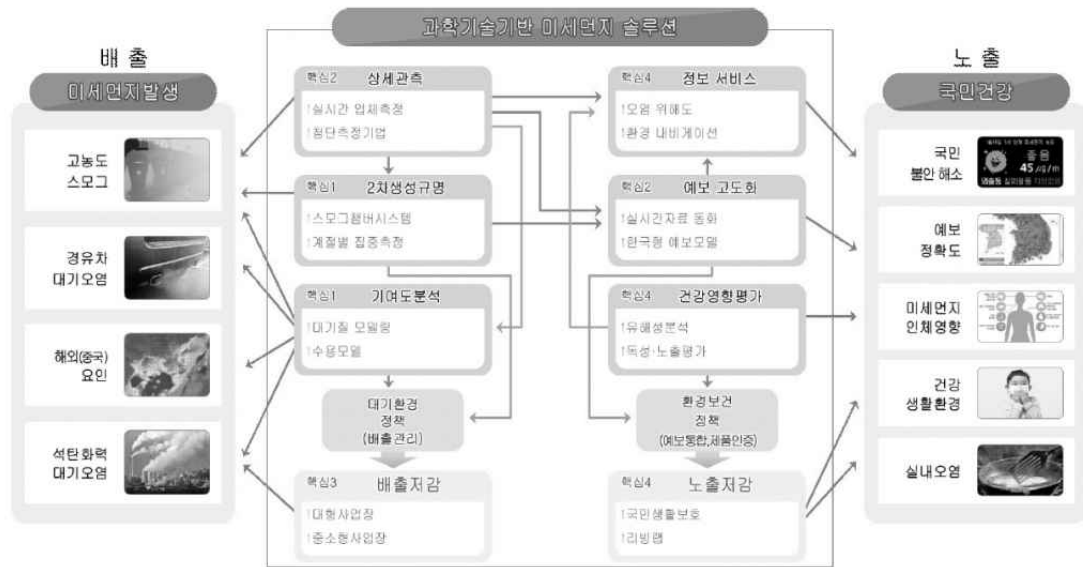 과학기술기반 미세먼지 솔루션
배 출
미세먼지발생
고농도
스모그
경유차
대기오염
해외(중국)
요인
석탄화력
대기오염
핵심2 상세관측
↑실시간 입체측정
↑첨단측정기법
핵심1 2차생성규명
↑스모그챔버시스템
↑계절별 집중측정
핵심1 기여도분석
↑대기질 모델링
↑수용모델
대기환경
정책
(배출관리)
핵심3 배출저감
↑대형사업장
↑중소형사업장
핵심4 정보 서비스
↑오염 위해도
↑환경 내비게이션
핵심2 예보 고도화
↑실시간자료 동화
↑한국형 예보모델
핵심4 건강영향평가
↑유해성분석
↑독성·노출평가
환경보건
정책
(예보통합,제품인증)
핵심4 노출저감
↑국민생활보호
↑리빙랩
노 출
국민건강
국민
불안 해소
좋음
45 ㎍/m
예보
정확도
미세먼지
인체영향
건강
생활환경
실내오염